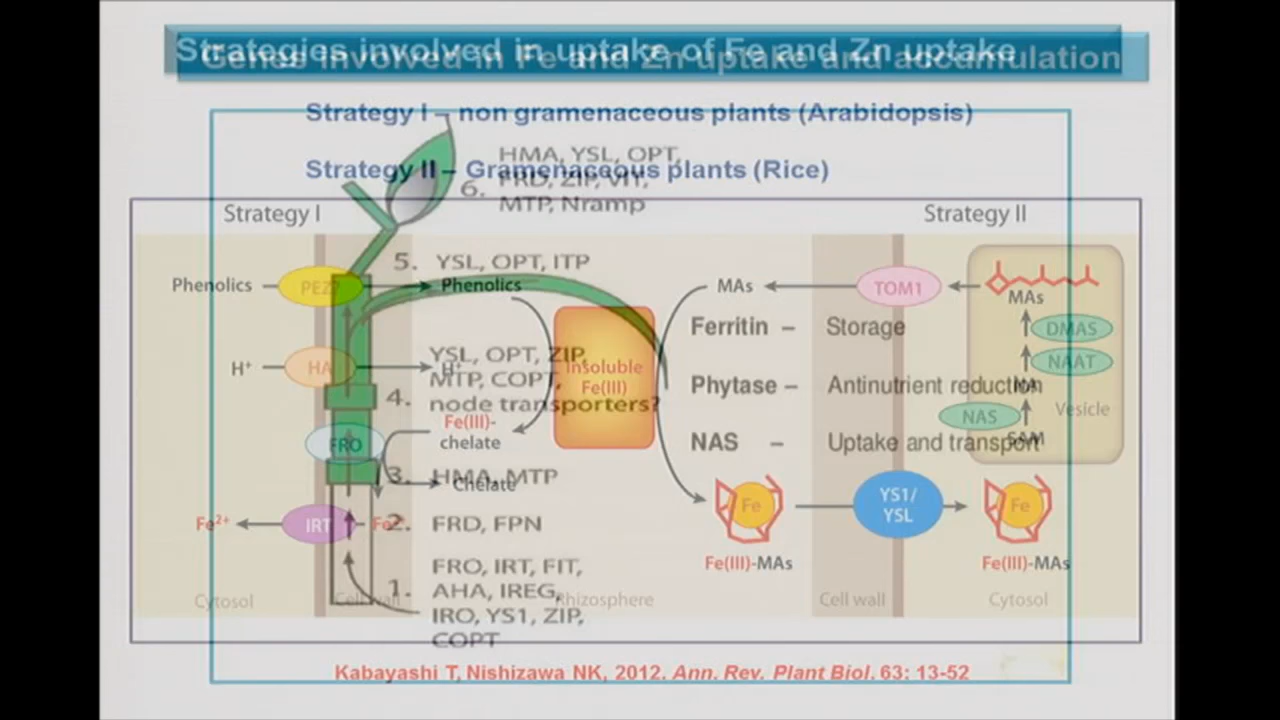 Strategies involved in uptake of Fe and Zn uptake
Genes involved in Fe and Zn uptake and accumulation
Strategy I – non gramenaceous plants (Arabidopsis)
Strategy II – Gramenaceous plants (Rice)
Strategy I
Strategy II
6. HMA, YSL, OPT,
FRD, ZIP, VIT,
MTP, Nramp
5. YSL, OPT, ITP
4. YSL, OPT, ZIP,
MTP, COPT,
node transporters?
3. HMA, MTP
2. FRD, FPN
1. FRO, IRT, FIT,
AHA, IREG,
IRO, YS1, ZIP,
COPT
Ferritin – Storage
Phytase – Antinutrient reduction
NAS – Uptake and transport
Phenolics
PEZ
Phenolics
H⁺
HA
H⁺
FRO
Fe(III)-
chelate
Chelate
Fe²⁺
IRT
Insoluble
Fe(III)
MAs
TOM1
MAs
DMAS
NAAT
NAS
SAM
Vesicle
Fe
Fe(III)-MAs
YS1/
YSL
Fe
Fe(III)-MAs
Cytosol
Cell wall
Rhizosphere
Cell wall
Cytosol
Kabayashi T, Nishizawa NK, 2012. Ann. Rev. Plant Biol. 63: 13-52